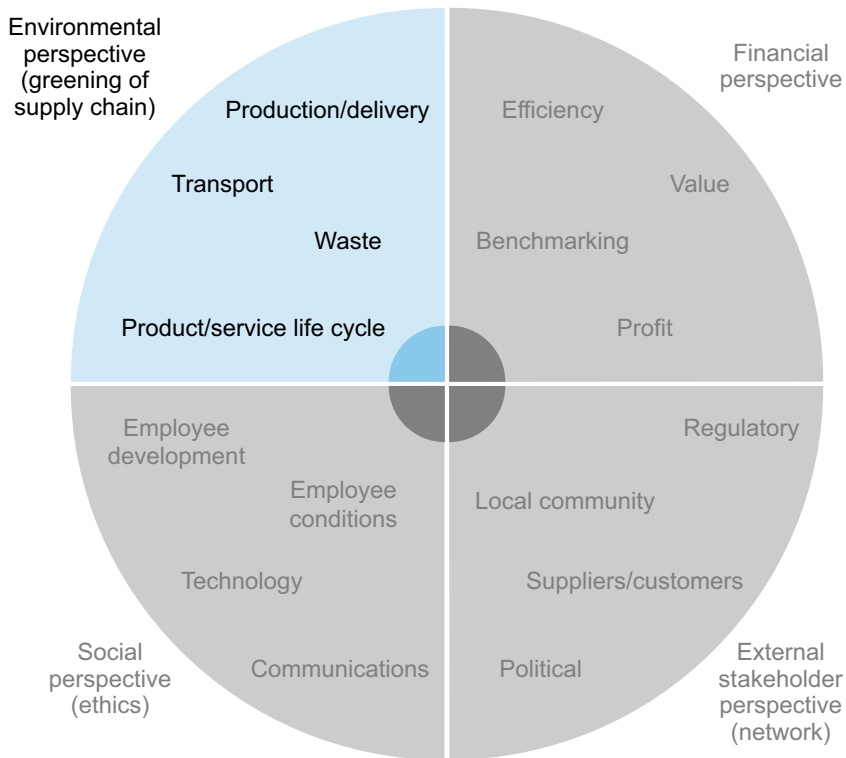 Environmental
perspective
(greening of
supply chain)
Production/delivery
Transport
Waste
Product/service life cycle
Financial
perspective
Efficiency
Value
Benchmarking
Profit
Employee
development
Employee
conditions
Technology
Communications
Social
perspective
(ethics)
Regulatory
Local community
Suppliers/customers
Political
External
stakeholder
perspective
(network)